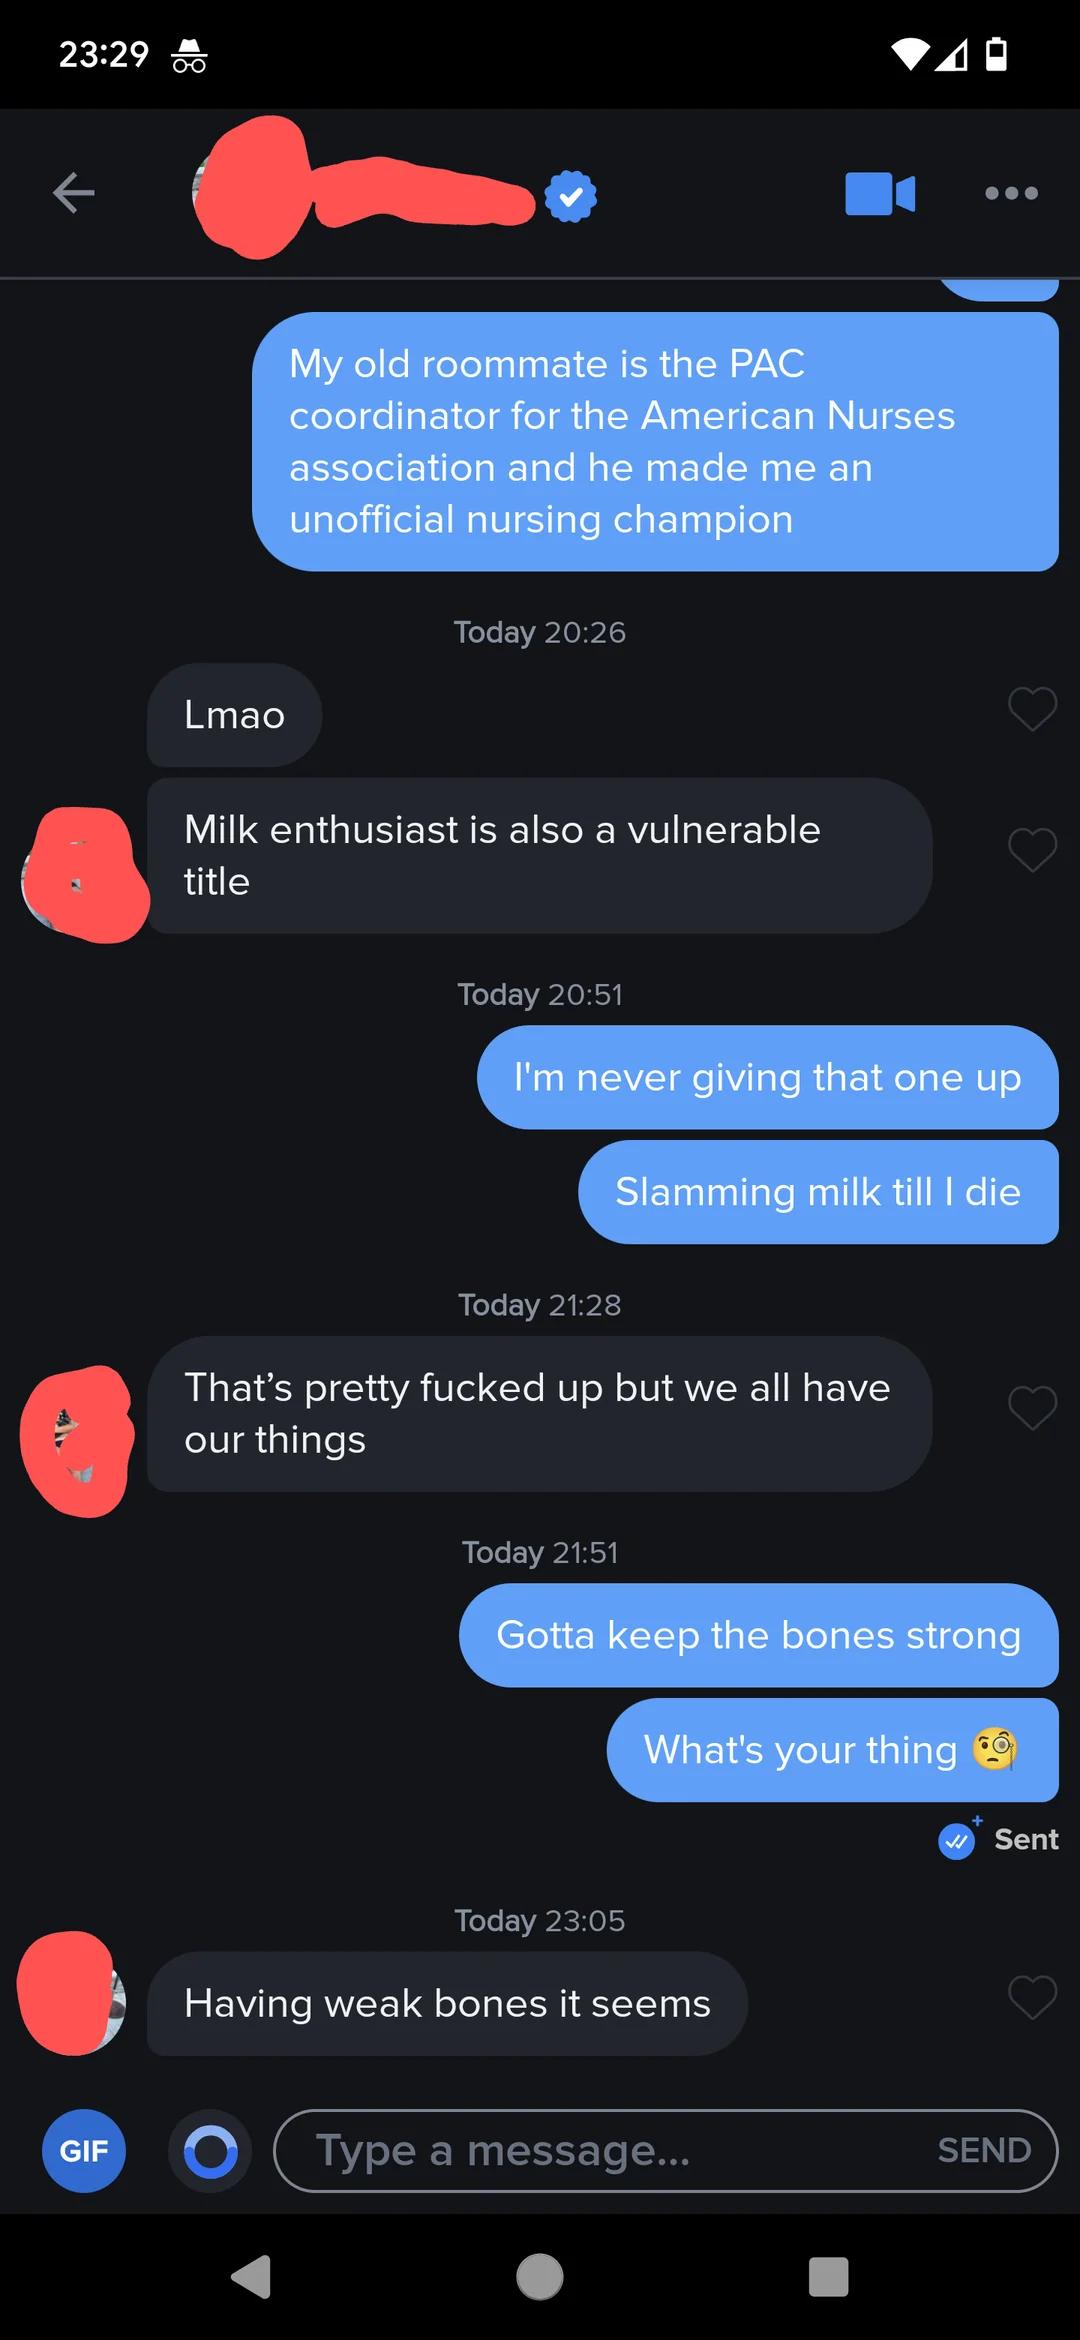 23:29
My old roommate is the PAC
coordinator for the American Nurses
association and he made me an
unofficial nursing champion
Today 20:26
Lmao
Milk enthusiast is also a vulnerable
title
Today 20:51
I'm never giving that one up
Slamming milk till I die
Today 21:28
That’s pretty fucked up but we all have
our things
Today 21:51
Gotta keep the bones strong
What's your thing 🧐
Sent
Today 23:05
Having weak bones it seems
GIF
Type a message...
SEND